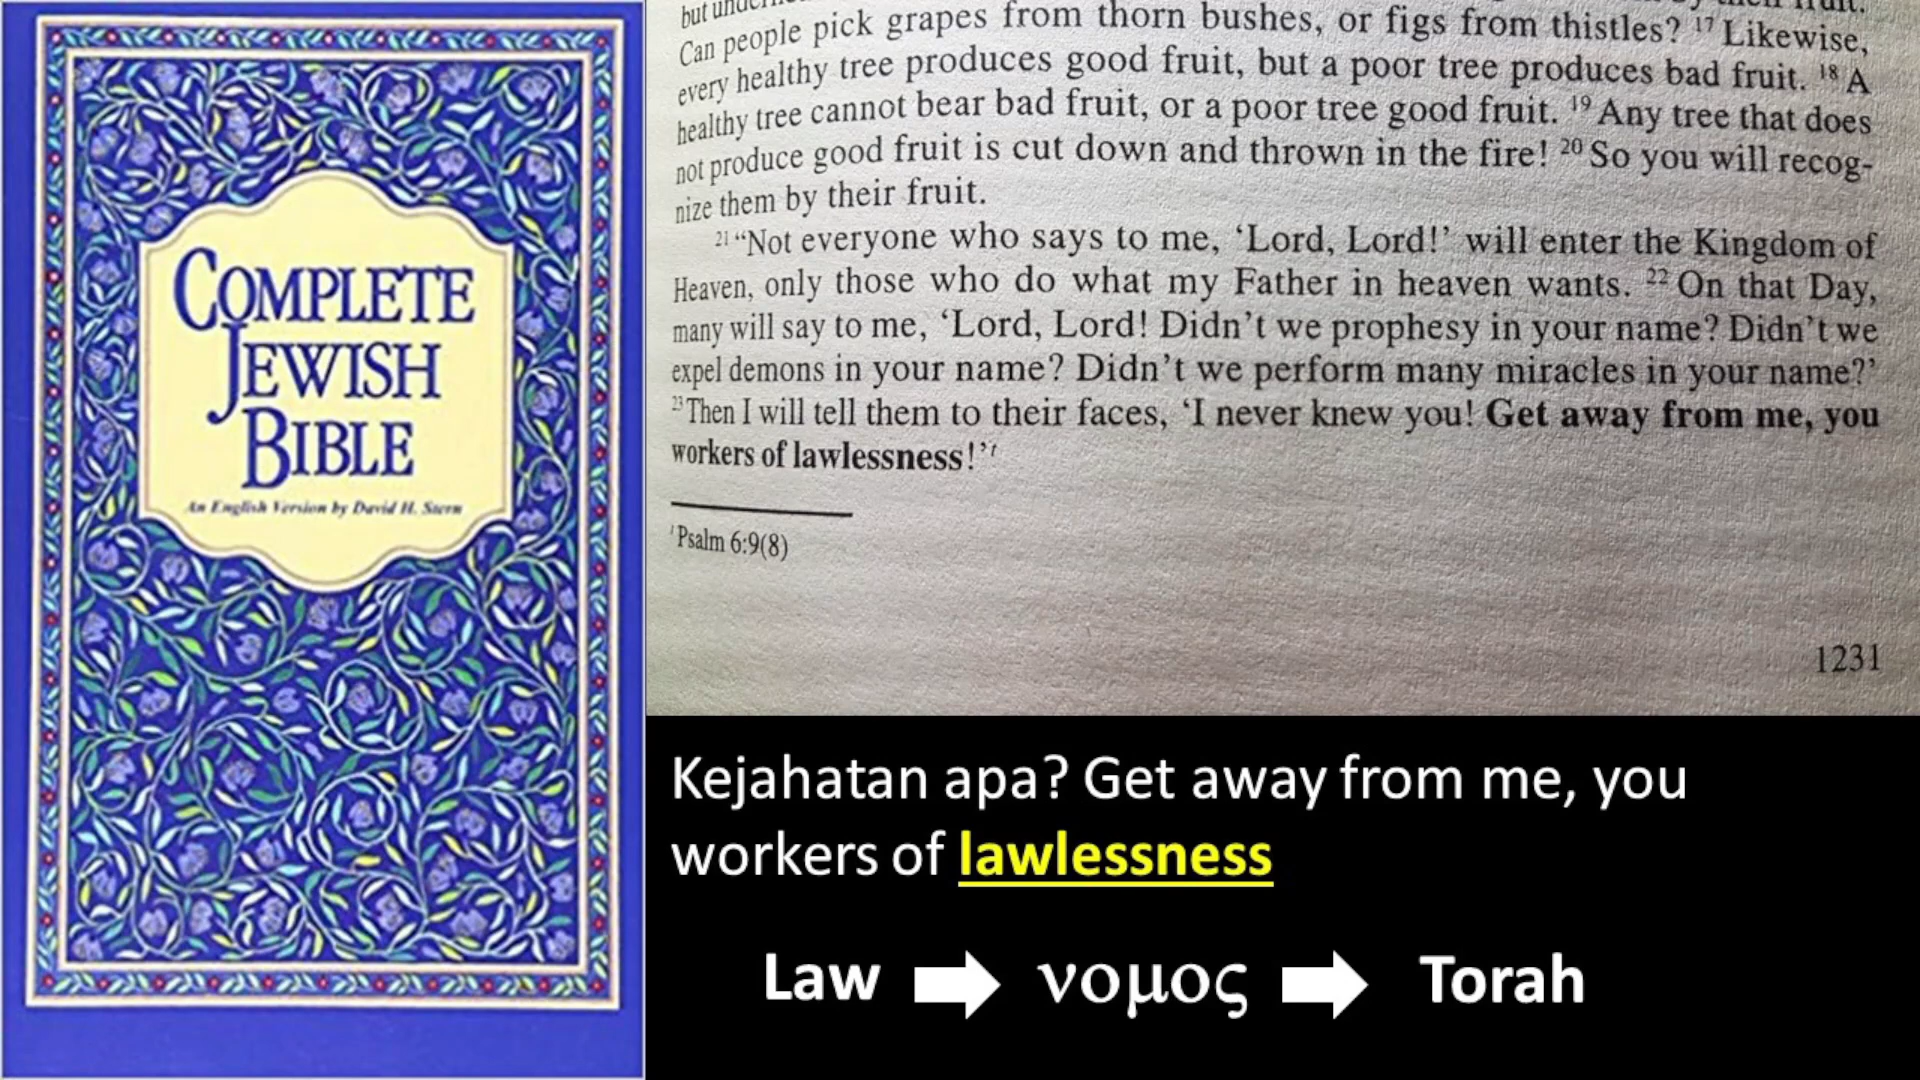 COMPLETE
JEWISH
BIBLE
An English Version by David H. Stern
Can people pick grapes from thorn bushes, or figs from thistles? 17 Likewise,
every healthy tree produces good fruit, but a poor tree produces bad fruit. 18 A
healthy tree cannot bear bad fruit, or a poor tree good fruit. 19 Any tree that does
not produce good fruit is cut down and thrown in the fire! 20 So you will recog-
nize them by their fruit.
21 “Not everyone who says to me, ‘Lord, Lord!’ will enter the Kingdom of
Heaven, only those who do what my Father in heaven wants. 22 On that Day,
many will say to me, ‘Lord, Lord! Didn’t we prophesy in your name? Didn’t we
expel demons in your name? Didn’t we perform many miracles in your name?’
23 Then I will tell them to their faces, ‘I never knew you! Get away from me, you
workers of lawlessness!’t
t Psalm 6:9(8)
1231
Kejahatan apa? Get away from me, you
workers of lawlessness
Law νομος Torah